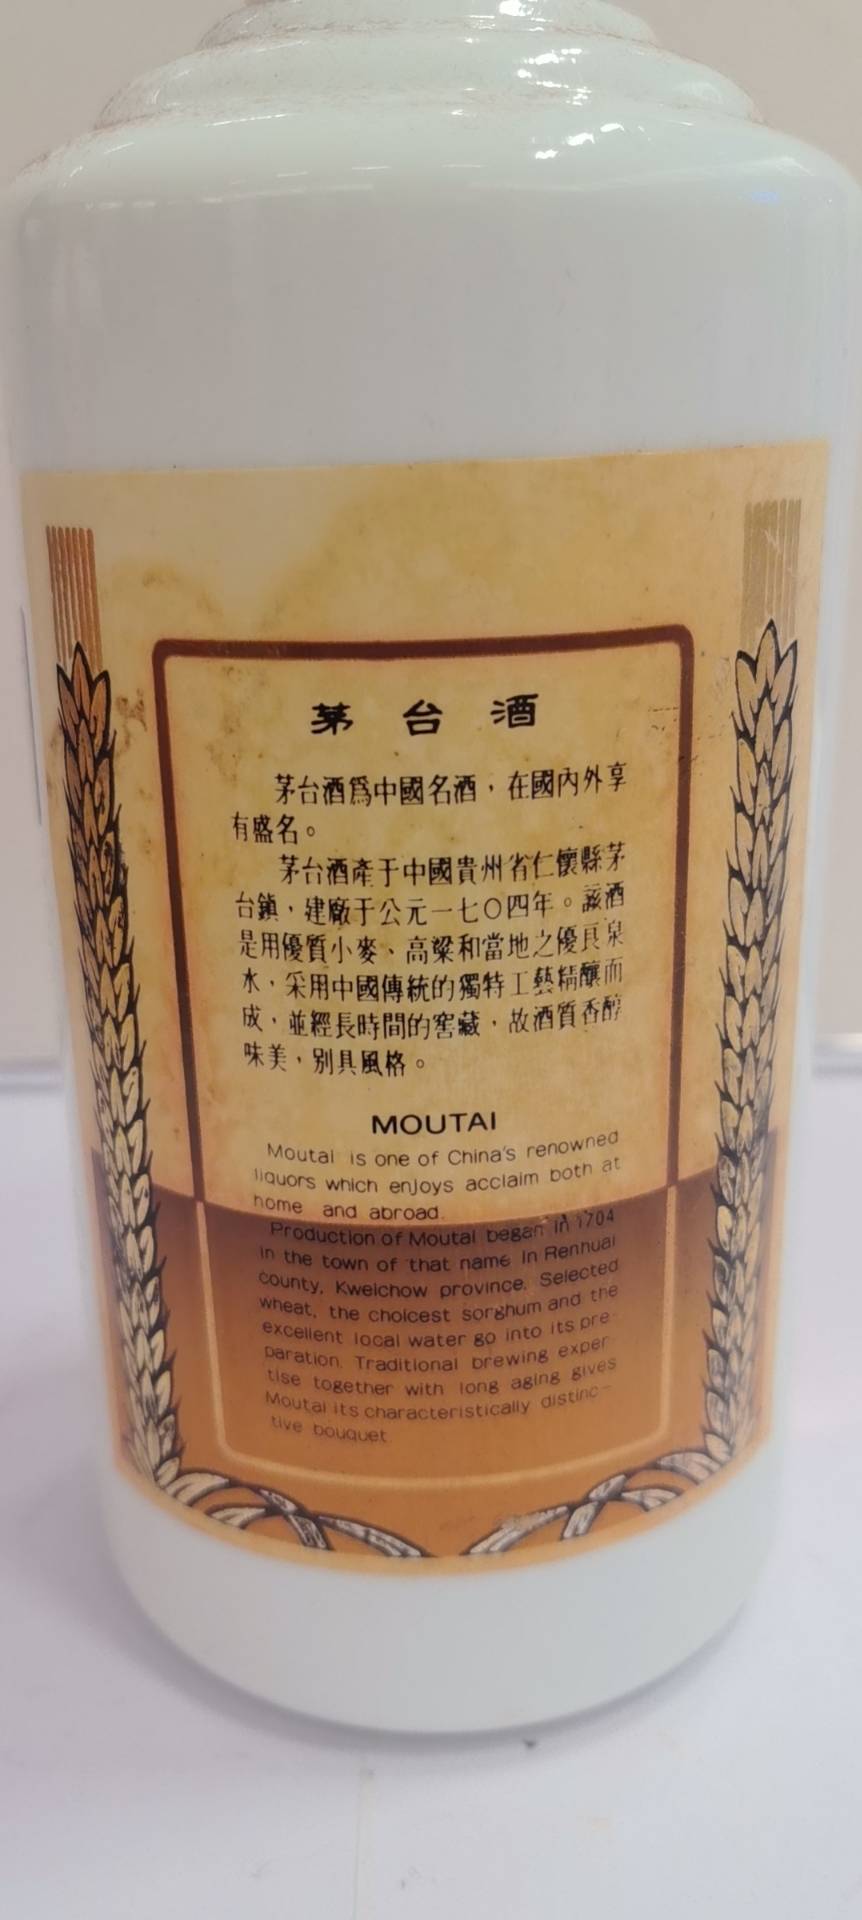 茅台酒
茅台酒爲中國名酒，在國內外享
有盛名。
茅台酒產于中國貴州省仁懷縣茅
台鎮，建廠于公元一七〇四年。該酒
是用優質小麥、高粱和當地之優良泉
水，采用中國傳統的獨特工藝精釀而
成，並經長時間的窖藏，故酒質香醇
味美，別具風格。
MOUTAI
Moutai is one of China's renowned
liquors which enjoys acclaim both at
home and abroad.
Production of Moutai began in 1704
in the town of that name in Renhuai
county, Kweichow province. Selected
wheat, the choicest sorghum and the
excellent local water go into its pre-
paration. Traditional brewing exper-
tise together with long aging gives
Moutai its characteristically distinc-
tive bouquet